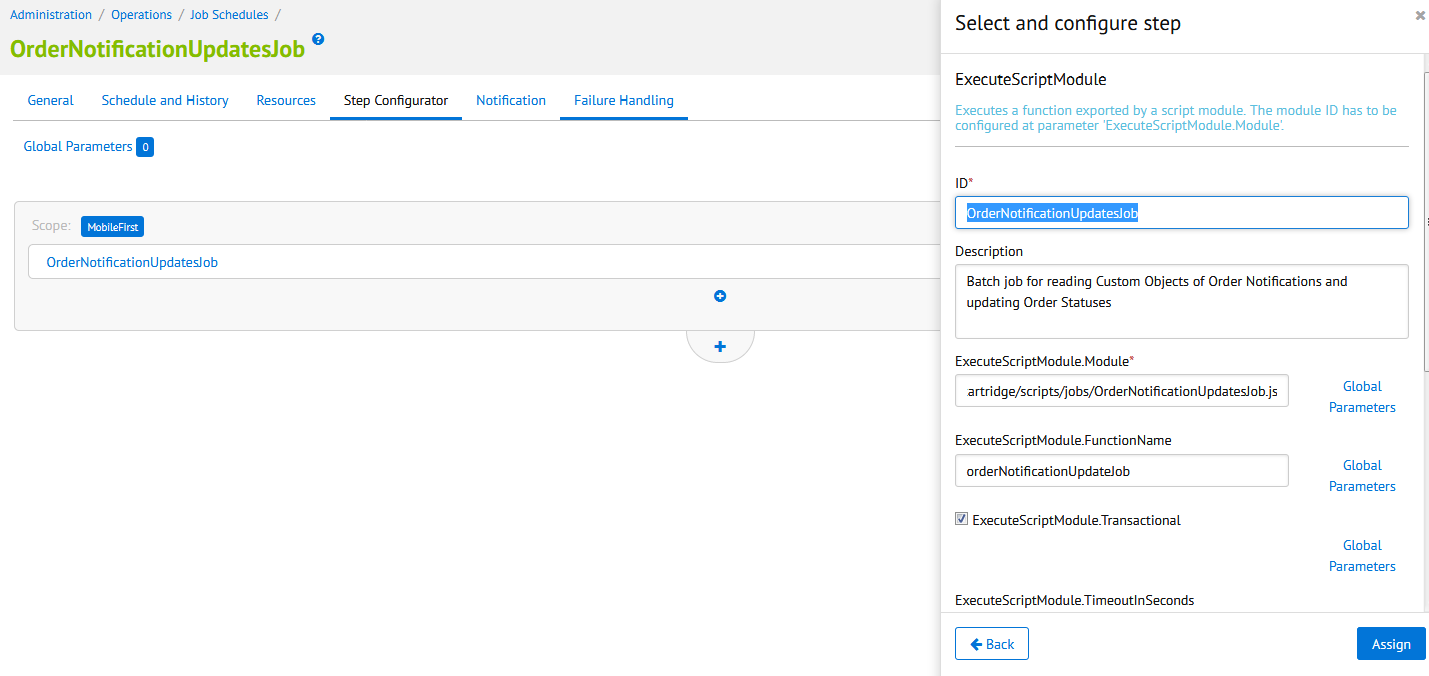 Administration / Operations / Job Schedules /
OrderNotificationUpdatesJob ?
General Schedule and History Resources Step Configurator Notification Failure Handling
Global Parameters 0
Scope: MobileFirst
OrderNotificationUpdatesJob
Select and configure step
ExecuteScriptModule
Executes a function exported by a script module. The module ID has to be
configured at parameter 'ExecuteScriptModule.Module'.
ID*
OrderNotificationUpdatesJob
Description
Batch job for reading Custom Objects of Order Notifications and
updating Order Statuses
ExecuteScriptModule.Module*
artridge/scripts/jobs/OrderNotificationUpdatesJob.js
Global
Parameters
ExecuteScriptModule.FunctionName
orderNotificationUpdateJob
Global
Parameters
ExecuteScriptModule.Transactional
Global
Parameters
ExecuteScriptModule.TimeoutInSeconds
Back
Assign